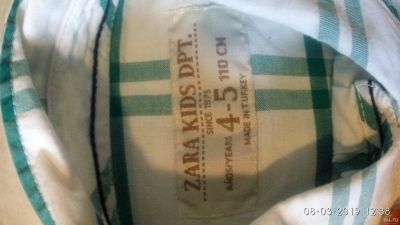 ZARA KIDS DPT.
SINCE 1975
4-5 110 CM
AÑOS/YEARS
MADE IN TURKEY
08-03-2019 12:38